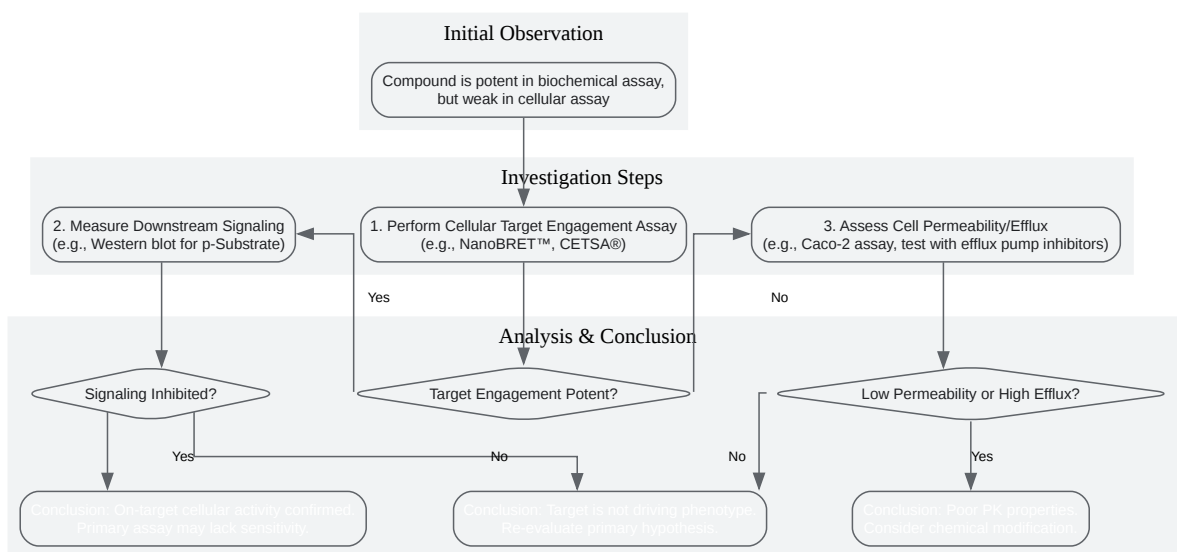 Initial Observation
Compound is potent in biochemical assay,
but weak in cellular assay
Investigation Steps
2. Measure Downstream Signaling
(e.g., Western blot for p-Substrate)
1. Perform Cellular Target Engagement Assay
(e.g., NanoBRET™, CETSA®)
3. Assess Cell Permeability/Efflux
(e.g., Caco-2 assay, test with efflux pump inhibitors)
Yes
No
Analysis & Conclusion
Signaling Inhibited?
Target Engagement Potent?
Low Permeability or High Efflux?
Yes
No
No
Yes
Conclusion: On-target cellular activity confirmed.
Primary assay may lack sensitivity.
Conclusion: Target is not driving phenotype.
Re-evaluate primary hypothesis.
Conclusion: Poor PK properties.
Consider chemical modification.